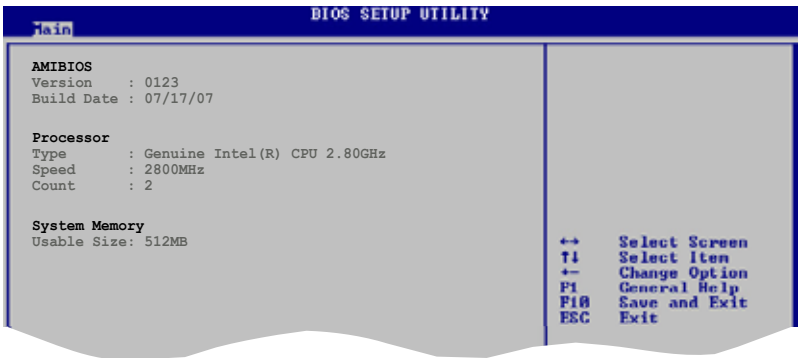 BIOS SETUP UTILITY
Main
AMIBIOS
Version : 0123
Build Date : 07/17/07
Processor
Type : Genuine Intel(R) CPU 2.80GHz
Speed : 2800MHz
Count : 2
System Memory
Usable Size: 512MB
←→ Select Screen
↑↓ Select Item
+- Change Option
F1 General Help
F10 Save and Exit
ESC Exit